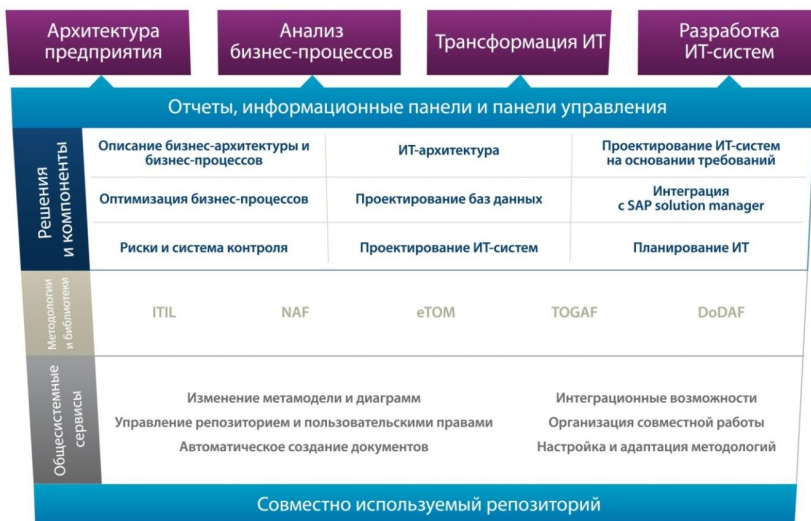 Архитектура
предприятия
Анализ
бизнес-процессов
Трансформация ИТ
Разработка
ИТ-систем
Отчеты, информационные панели и панели управления
Решения
и компоненты
Описание бизнес-архитектуры и
бизнес-процессов
ИТ-архитектура
Проектирование ИТ-систем
на основании требований
Оптимизация бизнес-процессов
Проектирование баз данных
Интеграция
с SAP solution manager
Риски и система контроля
Проектирование ИТ-систем
Планирование ИТ
Методологии
и библиотеки
ITIL
NAF
eTOM
TOGAF
DoDAF
Общесистемные
сервисы
Изменение метамодели и диаграмм
Интеграционные возможности
Управление репозиторием и пользовательскими правами
Организация совместной работы
Автоматическое создание документов
Настройка и адаптация методологий
Совместно используемый репозиторий